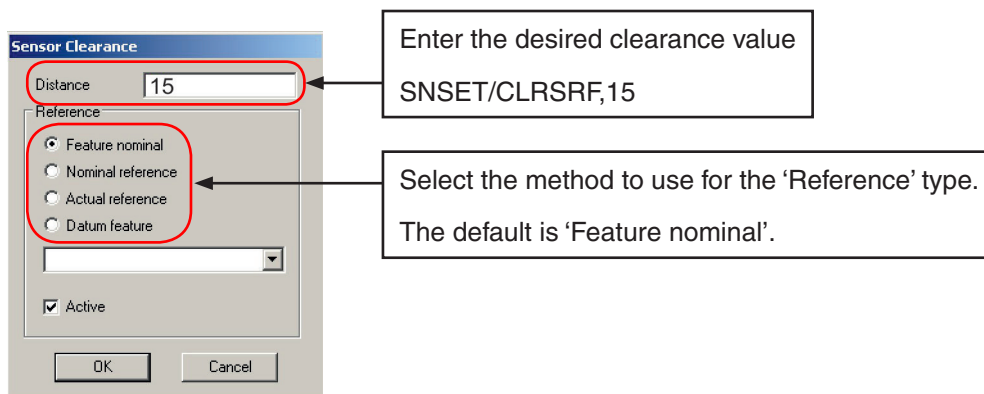 Sensor Clearance
Distance 15
Reference
Feature nominal
Nominal reference
Actual reference
Datum feature
Active
OK Cancel
Enter the desired clearance value
SNSET/CLRSRF,15
Select the method to use for the ‘Reference’ type.
The default is ‘Feature nominal’.